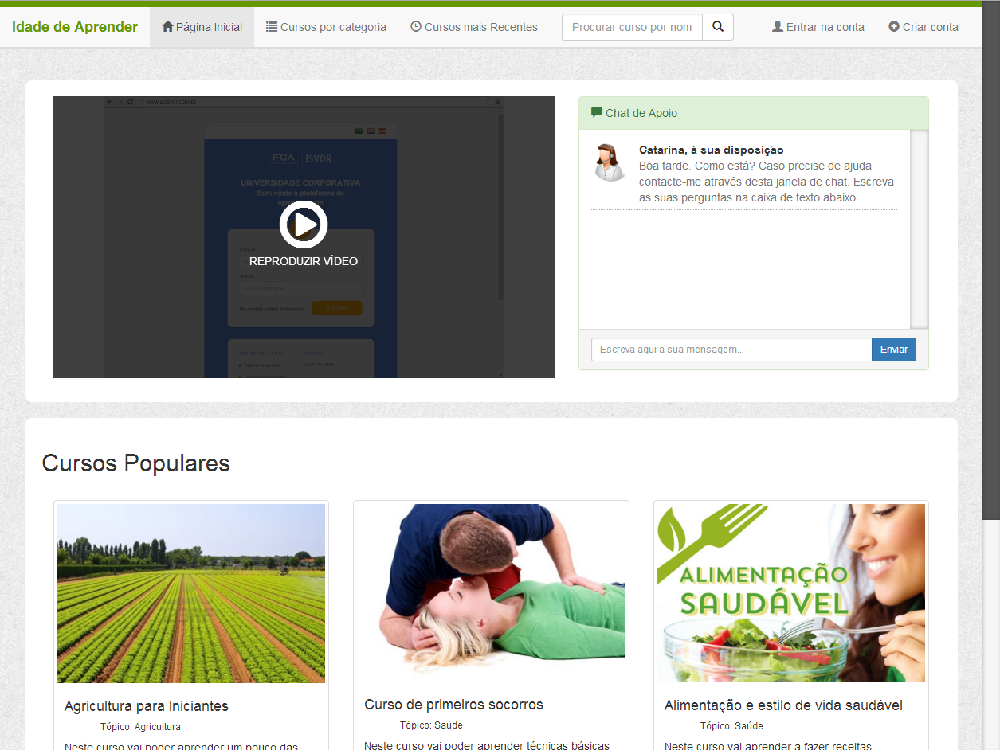 Idade de Aprender
Página Inicial
Cursos por categoria
Cursos mais Recentes
Procurar curso por nom
Entrar na conta
Criar conta
FCA ISVOR
UNIVERSIDADE CORPORATIVA
Bem-vindo à plataforma de
REPRODUZIR VÍDEO
Chat de Apoio
Catarina, à sua disposição
Boa tarde. Como está? Caso precise de ajuda
contacte-me através desta janela de chat. Escreva
as suas perguntas na caixa de texto abaixo.
Escreva aqui a sua mensagem...
Enviar
Cursos Populares
ALIMENTAÇÃO
SAUDÁVEL
Agricultura para Iniciantes
Tópico: Agricultura
Neste curso vai poder aprender um pouco das
Curso de primeiros socorros
Tópico: Saúde
Neste curso vai poder aprender técnicas básicas
Alimentação e estilo de vida saudável
Tópico: Saúde
Neste curso vai aprender a fazer receitas